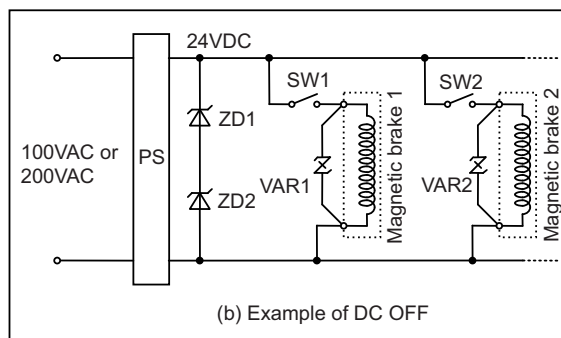 24VDC
SW1
SW2
ZD1
100VAC or
200VAC
PS
VAR1
VAR2
ZD2
Magnetic brake 1
Magnetic brake 2
(b) Example of DC OFF